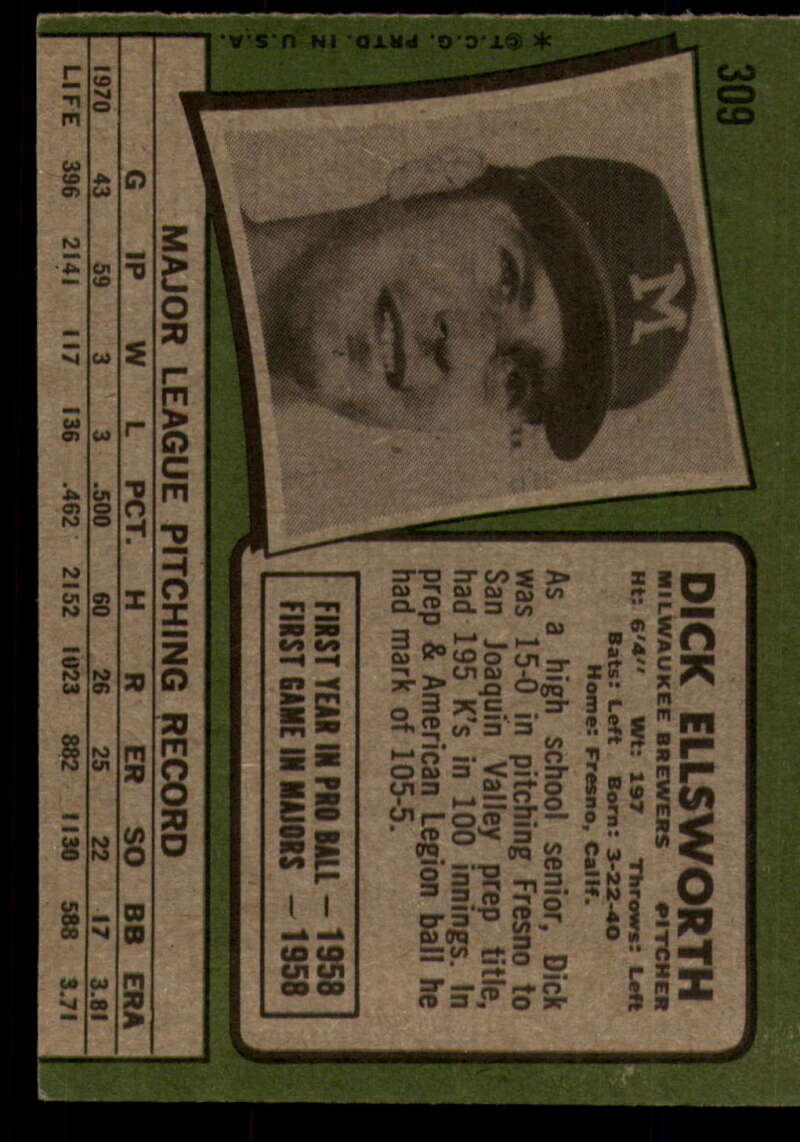 309
* ©T.C.G. PRTD. IN U.S.A.
M
DICK ELLSWORTH
MILWAUKEE BREWERS PITCHER
Ht: 6'4" Wt: 197 Throws: Left
Bats: Left Born: 3-22-40
Home: Fresno, Calif.
As a high school senior, Dick
was 15-0 in pitching Fresno to
San Joaquin Valley prep title,
had 195 K's in 100 innings. In
prep & American Legion ball he
had mark of 105-5.
FIRST YEAR IN PRO BALL — 1958
FIRST GAME IN MAJORS — 1958
MAJOR LEAGUE PITCHING RECORD
G IP W L PCT. H R ER SO BB ERA
1970 43 59 3 3 .500 60 26 25 22 17 3.81
LIFE 396 2141 117 136 .462 2152 1023 882 1130 588 3.71